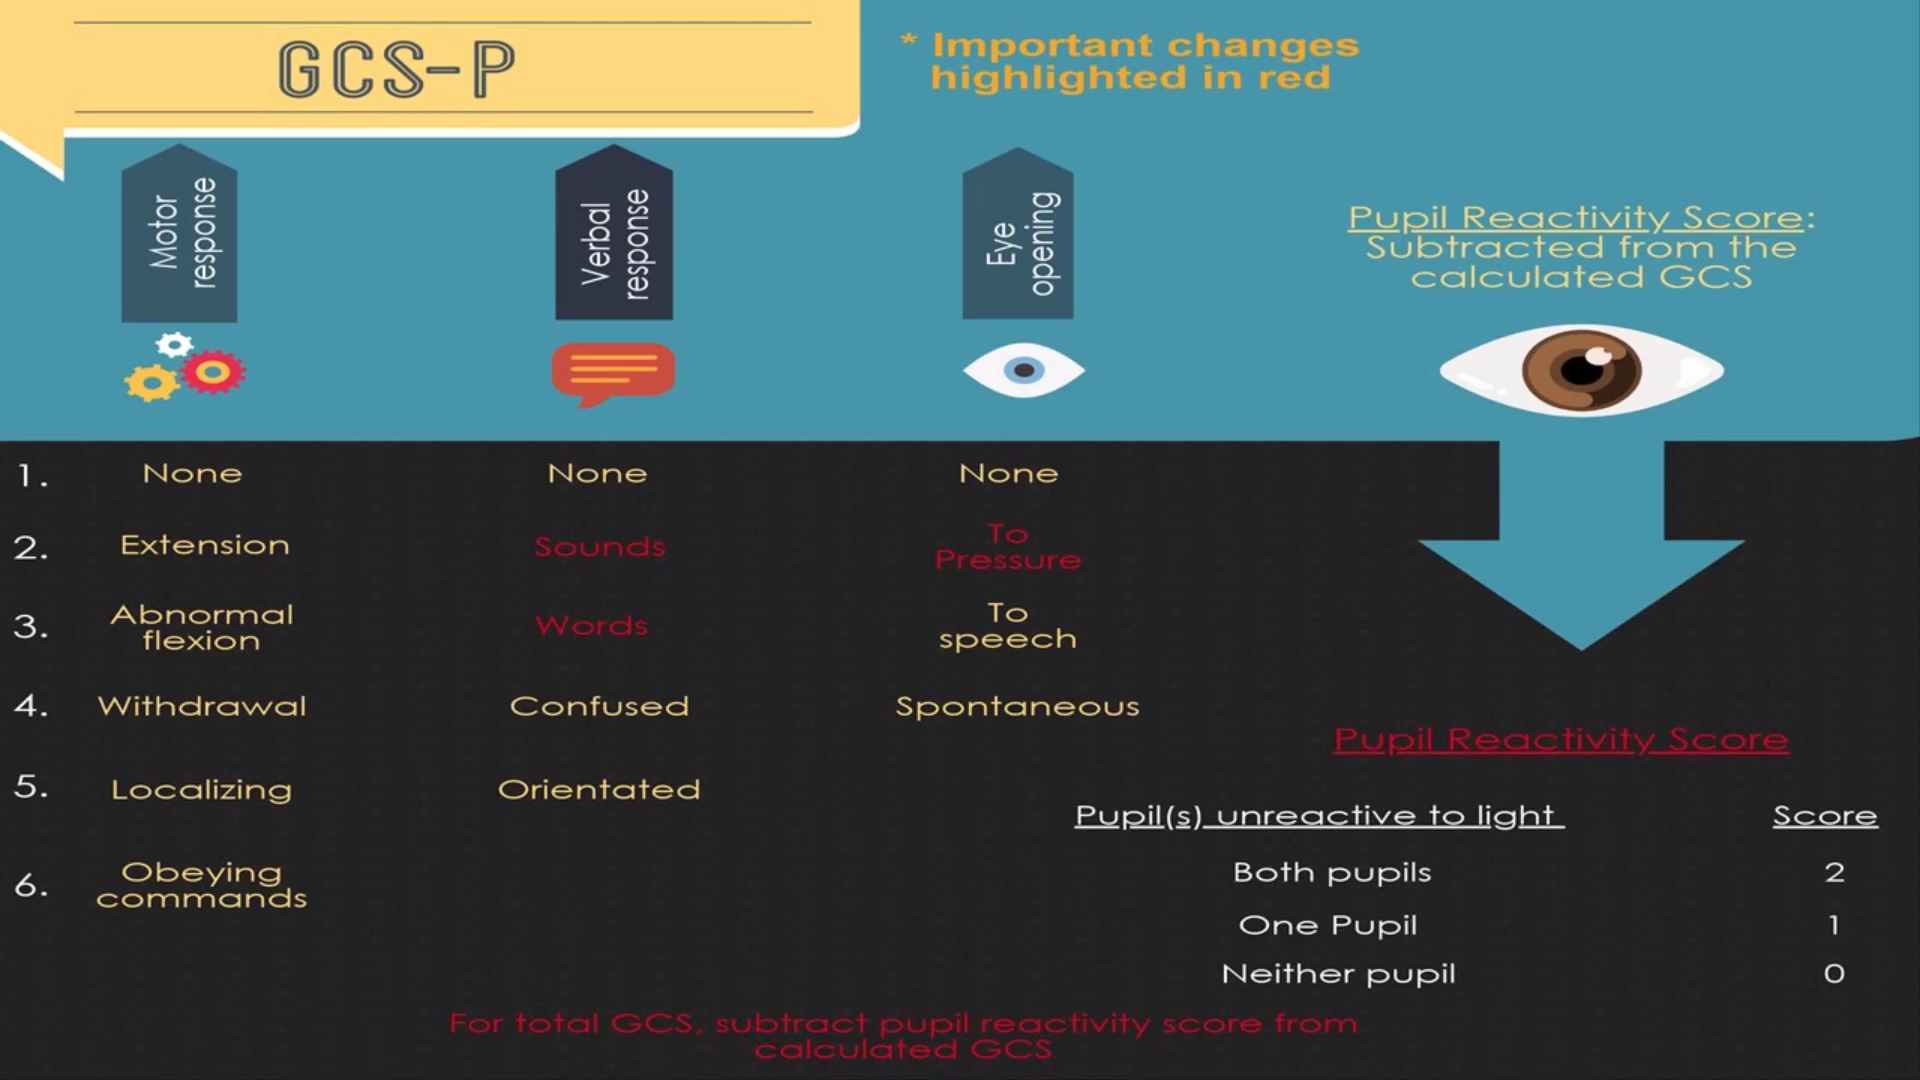 GCS-P
* Important changes
highlighted in red
Motor
response
Verbal
response
Eye
opening
Pupil Reactivity Score:
Subtracted from the
calculated GCS
1. None None None
2. Extension Sounds To
Pressure
3. Abnormal
flexion Words To
speech
4. Withdrawal Confused Spontaneous
5. Localizing Orientated
6. Obeying
commands
Pupil Reactivity Score
Pupil(s) unreactive to light Score
Both pupils 2
One Pupil 1
Neither pupil 0
For total GCS, subtract pupil reactivity score from
calculated GCS